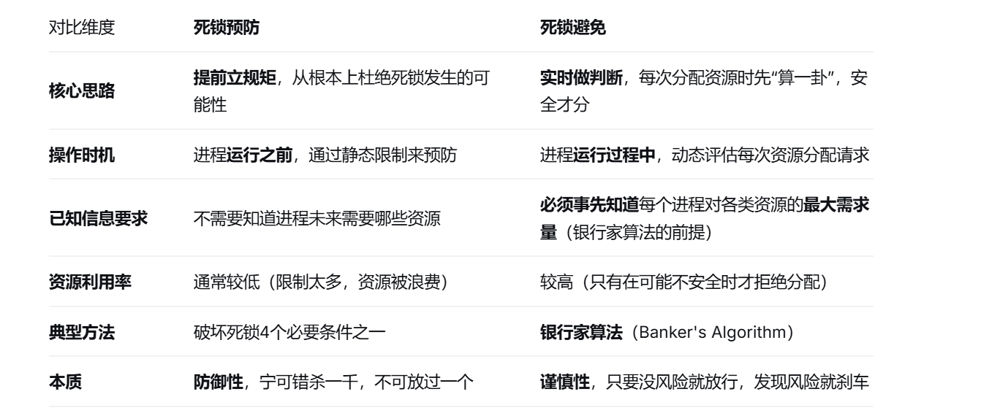 对比维度 死锁预防 死锁避免
核心思路 提前立规矩，从根本上杜绝死锁发生的可能性 实时做判断，每次分配资源时先“算一卦”，安全才分
操作时机 进程运行之前，通过静态限制来预防 进程运行过程中，动态评估每次资源分配请求
已知信息要求 不需要知道进程未来需要哪些资源 必须事先知道每个进程对各类资源的最大需求量（银行家算法的前提）
资源利用率 通常较低（限制太多，资源被浪费） 较高（只有在可能不安全时才拒绝分配）
典型方法 破坏死锁4个必要条件之一 银行家算法（Banker's Algorithm）
本质 防御性，宁可错杀一千，不可放过一个 谨慎性，只要没风险就放行，发现风险就刹车